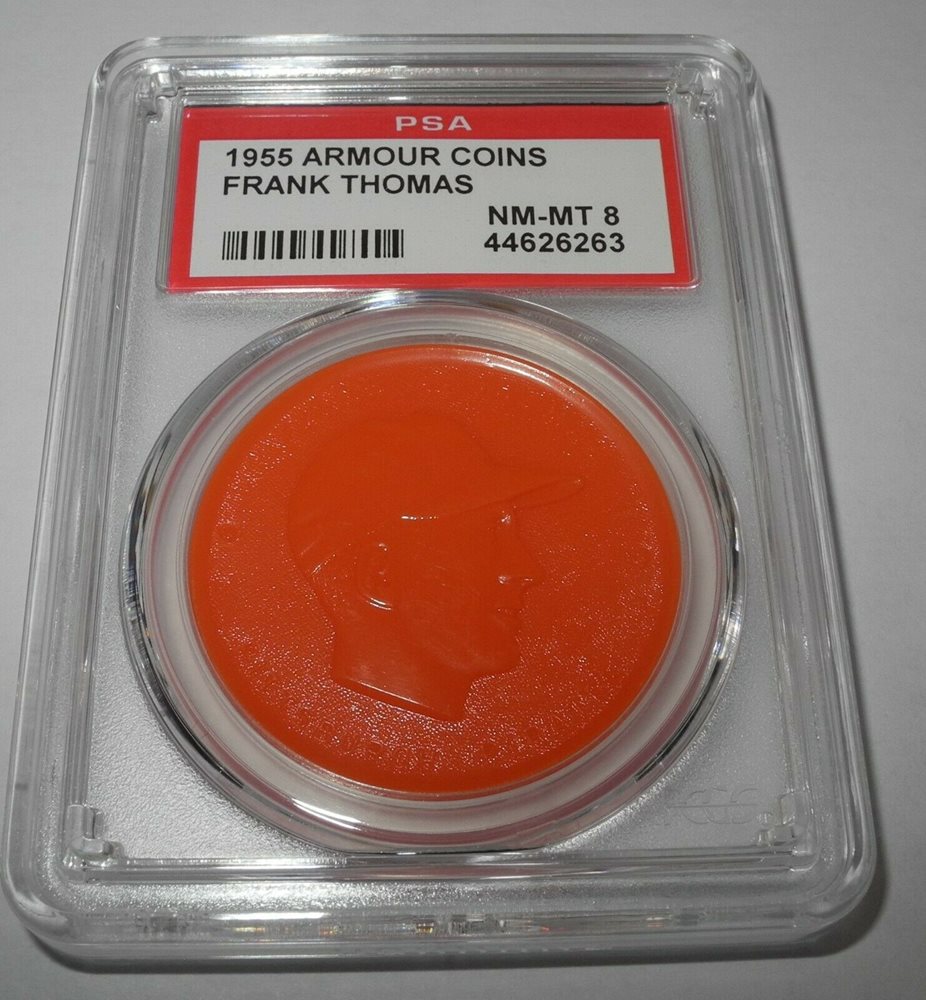 PSA
1955 ARMOUR COINS
FRANK THOMAS
NM-MT 8
44626263